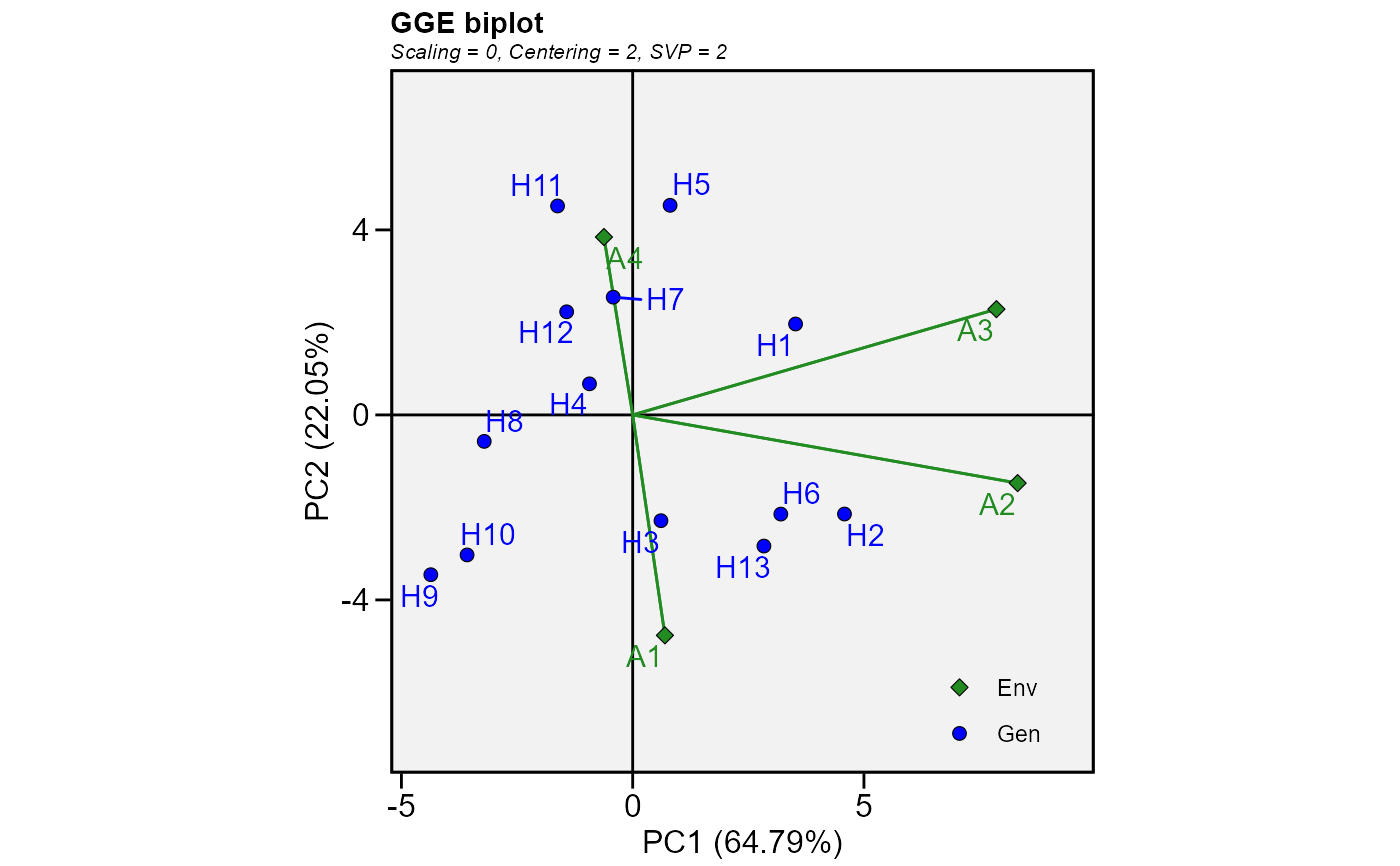 GGE biplot
Scaling = 0, Centering = 2, SVP = 2
H11
H5
4
A4
H7
H12
H1
A3
H4
0
H8
PC2 (22.05%)
H6
A2
H2
H3
H10
H13
H9
-4
A1
Env
Gen
-5
0
5
PC1 (64.79%)